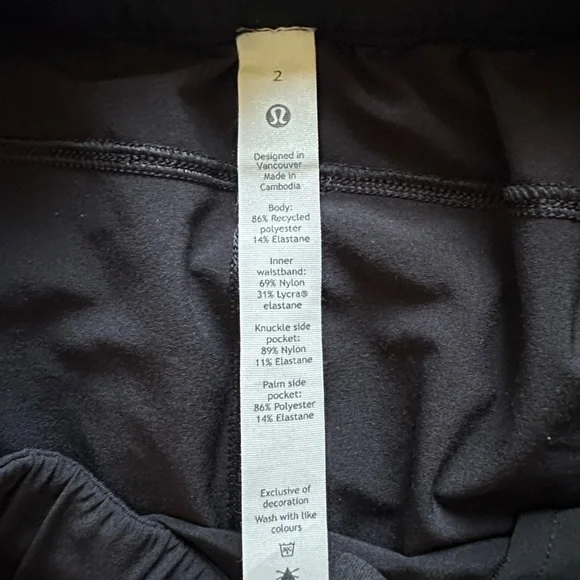 2
Designed in
Vancouver
Made in
Cambodia
Body:
86% Recycled
polyester
14% Elastane
Inner
waistband:
69% Nylon
31% Lycra®
elastane
Knuckle side
pocket:
89% Nylon
11% Elastane
Palm side
pocket:
86% Polyester
14% Elastane
Exclusive of
decoration
Wash with like
colours